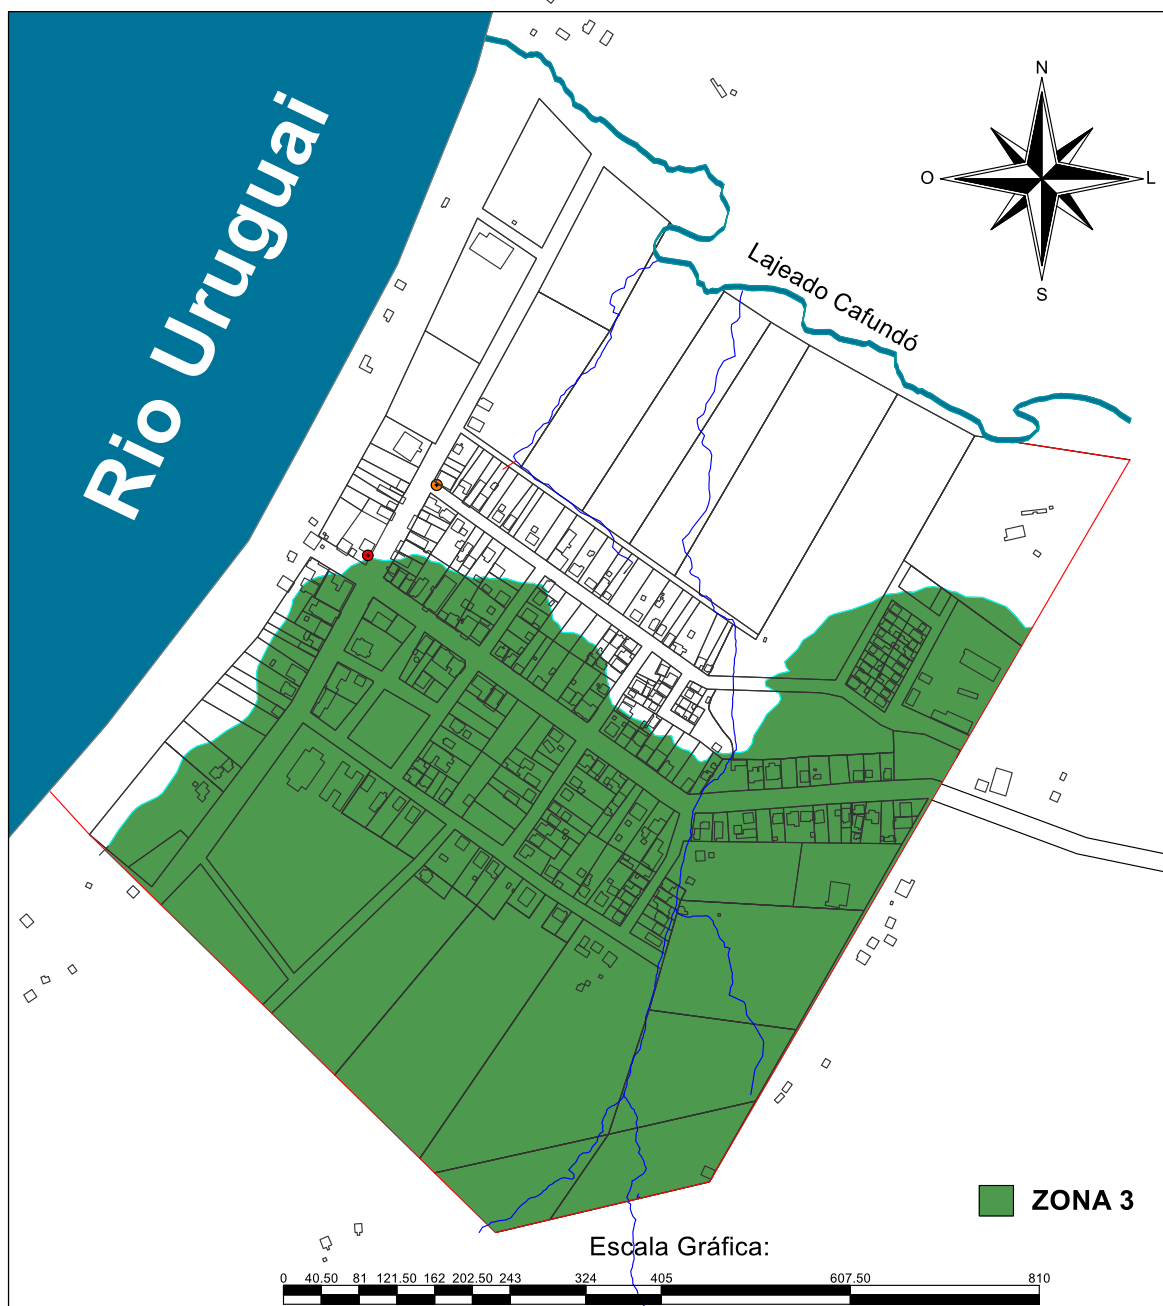 N
O
L
S
Rio Uruguai
Lajeado Cafundó
ZONA 3
Escala Gráfica:
0 40.50 81 121.50 162 202.50 243 324 405 607.50 810